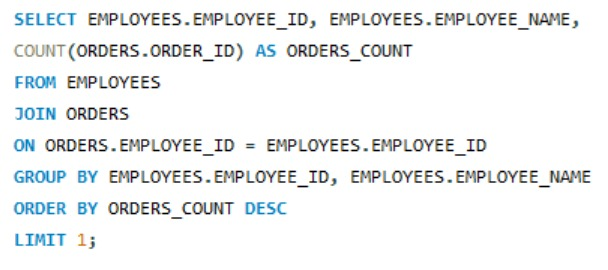 SELECT EMPLOYEES.EMPLOYEE_ID, EMPLOYEES.EMPLOYEE_NAME,
COUNT(ORDERS.ORDER_ID) AS ORDERS_COUNT
FROM EMPLOYEES
JOIN ORDERS
ON ORDERS.EMPLOYEE_ID = EMPLOYEES.EMPLOYEE_ID
GROUP BY EMPLOYEES.EMPLOYEE_ID, EMPLOYEES.EMPLOYEE_NAME
ORDER BY ORDERS_COUNT DESC
LIMIT 1;